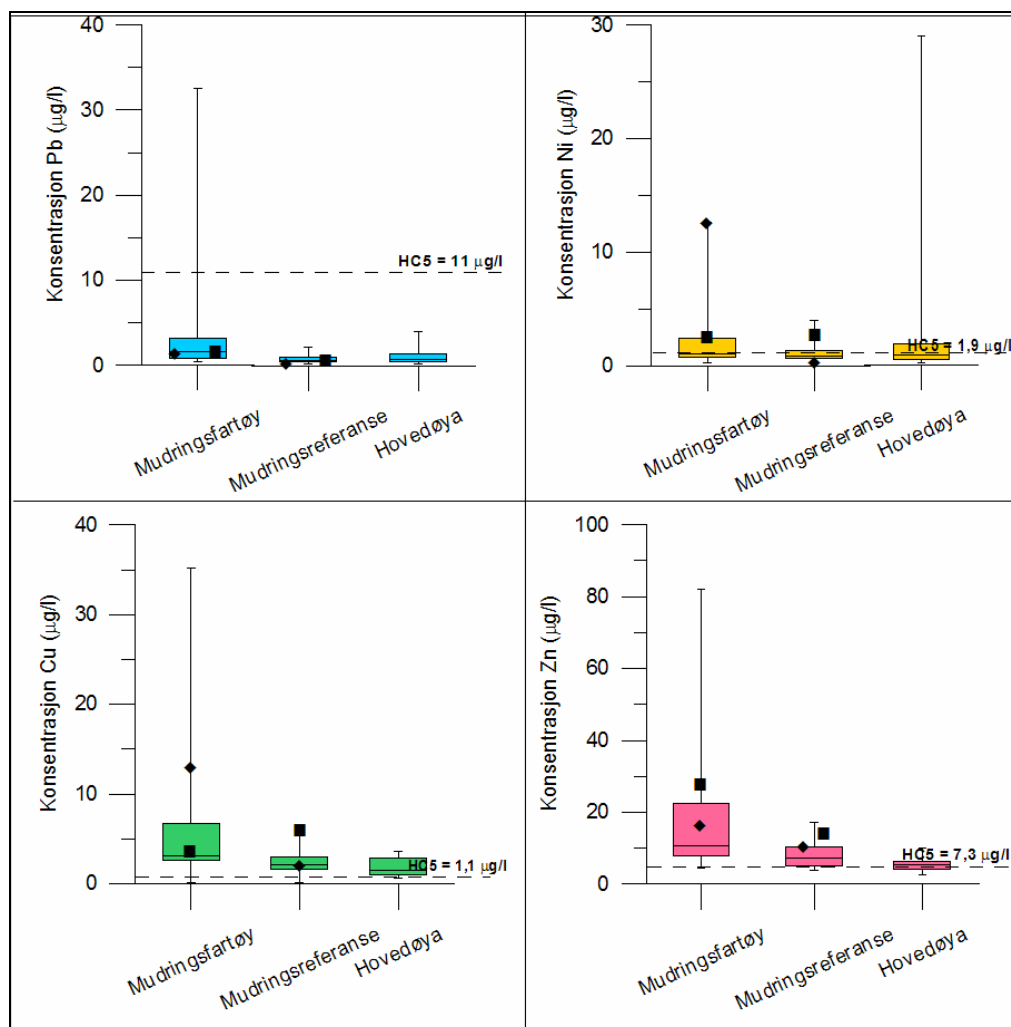 Konsentrasjon Pb (µg/l)
40
30
20
10
0
HC5 = 11 µg/l
Mudringsfartøy
Mudringsreferanse
Hovedøya
Konsentrasjon Ni (µg/l)
30
20
10
0
HC5 = 1,9 µg/l
Mudringsfartøy
Mudringsreferanse
Hovedøya
Konsentrasjon Cu (µg/l)
40
30
20
10
0
HC5 = 1,1 µg/l
Mudringsfartøy
Mudringsreferanse
Hovedøya
Konsentrasjon Zn (µg/l)
100
80
60
40
20
0
HC5 = 7,3 µg/l
Mudringsfartøy
Mudringsreferanse
Hovedøya